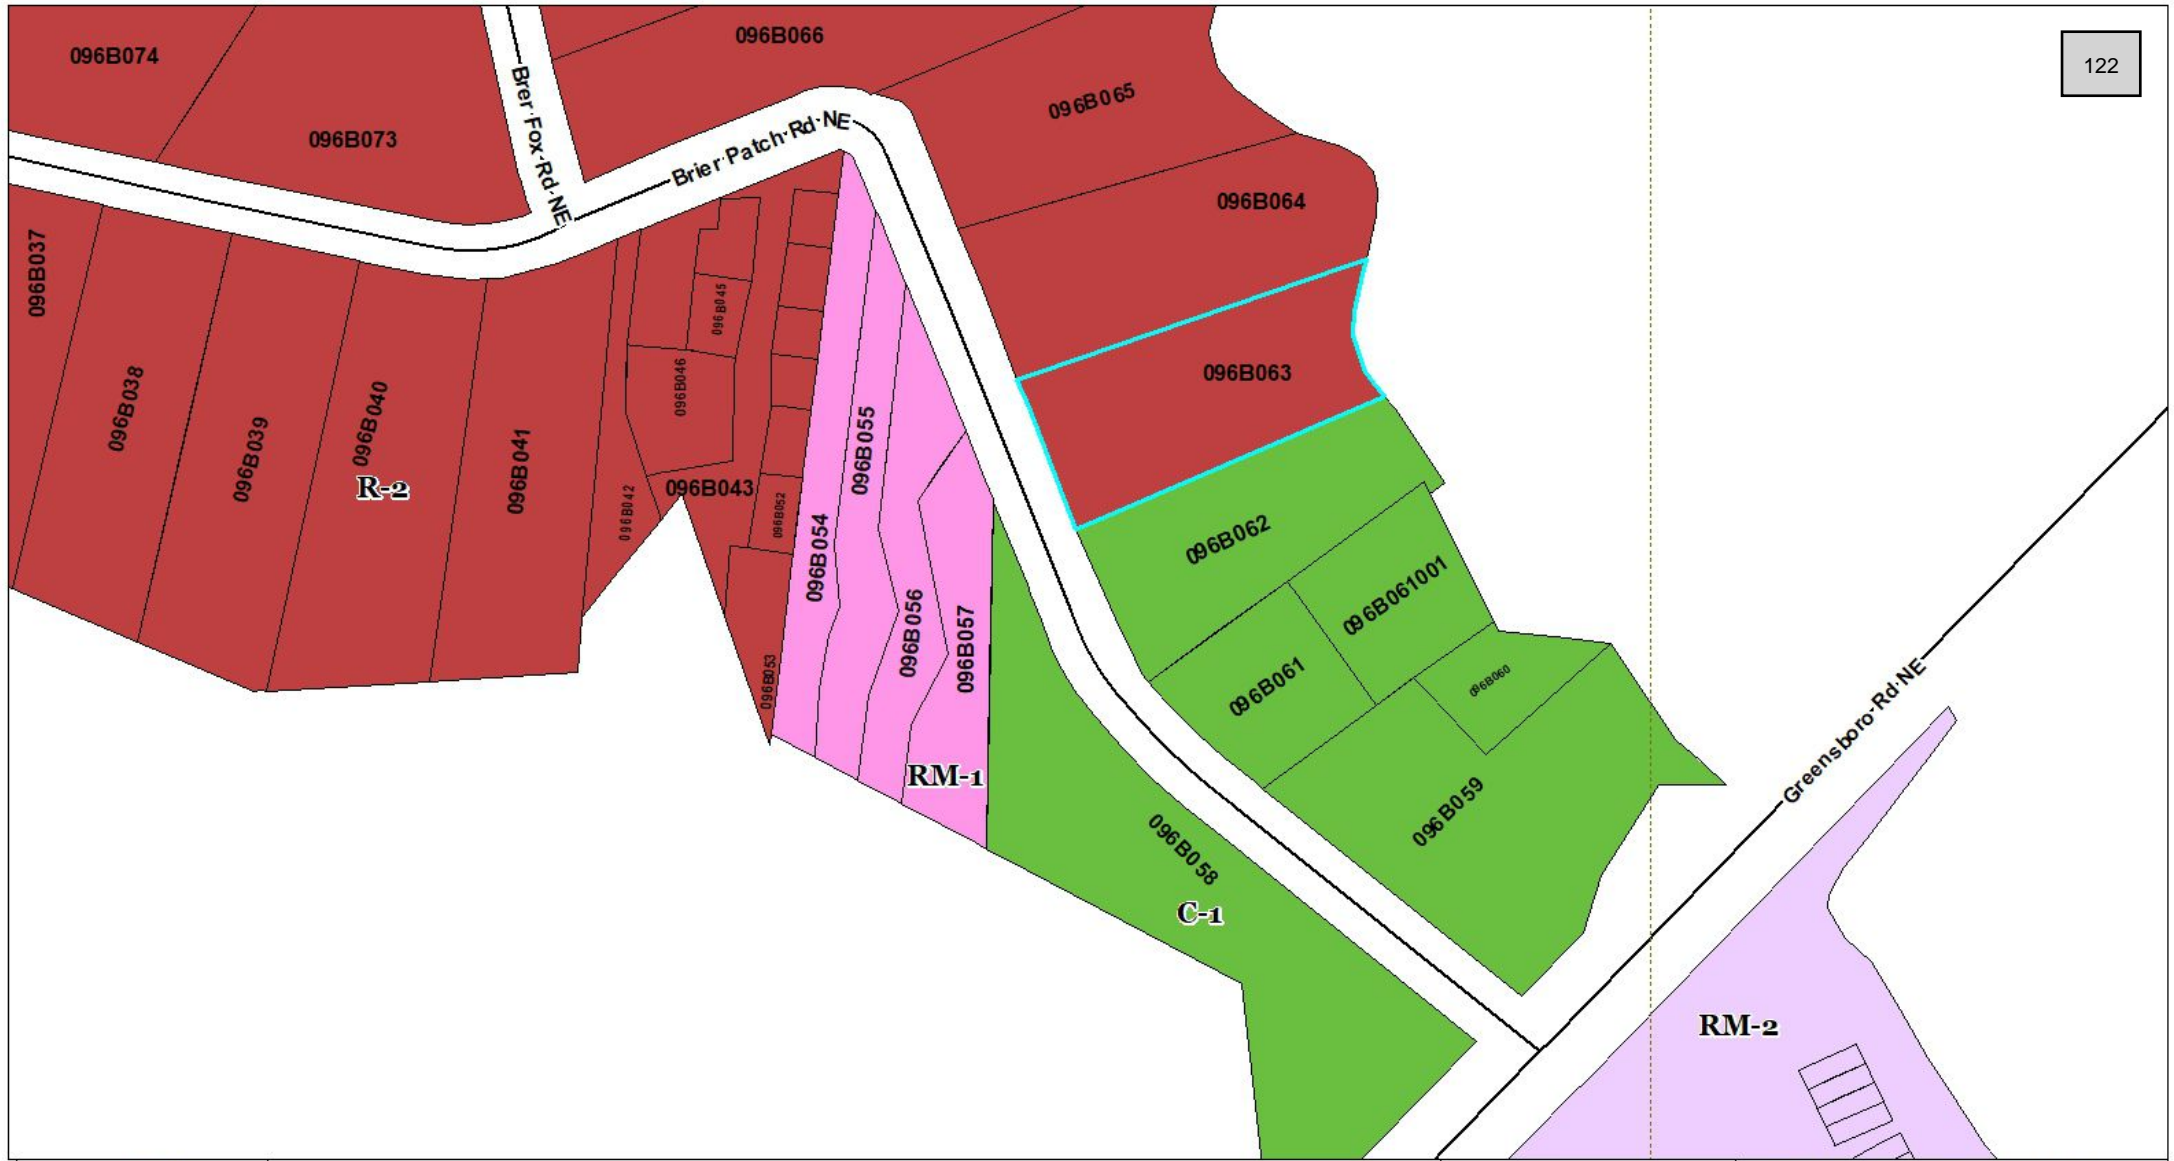 122
096B074
096B066
096B065
096B073
Brer Fox Rd NE
Brier Patch Rd NE
096B064
096B037
096B045
096B063
096B046
096B038
096B039
096B040
096B041
R-2
096B042
096B043
096B052
096B055
096B054
096B056
096B057
096B053
RM-1
096B062
096B061001
096B061
096B060
096B059
096B058
C-1
Greensboro Rd NE
RM-2